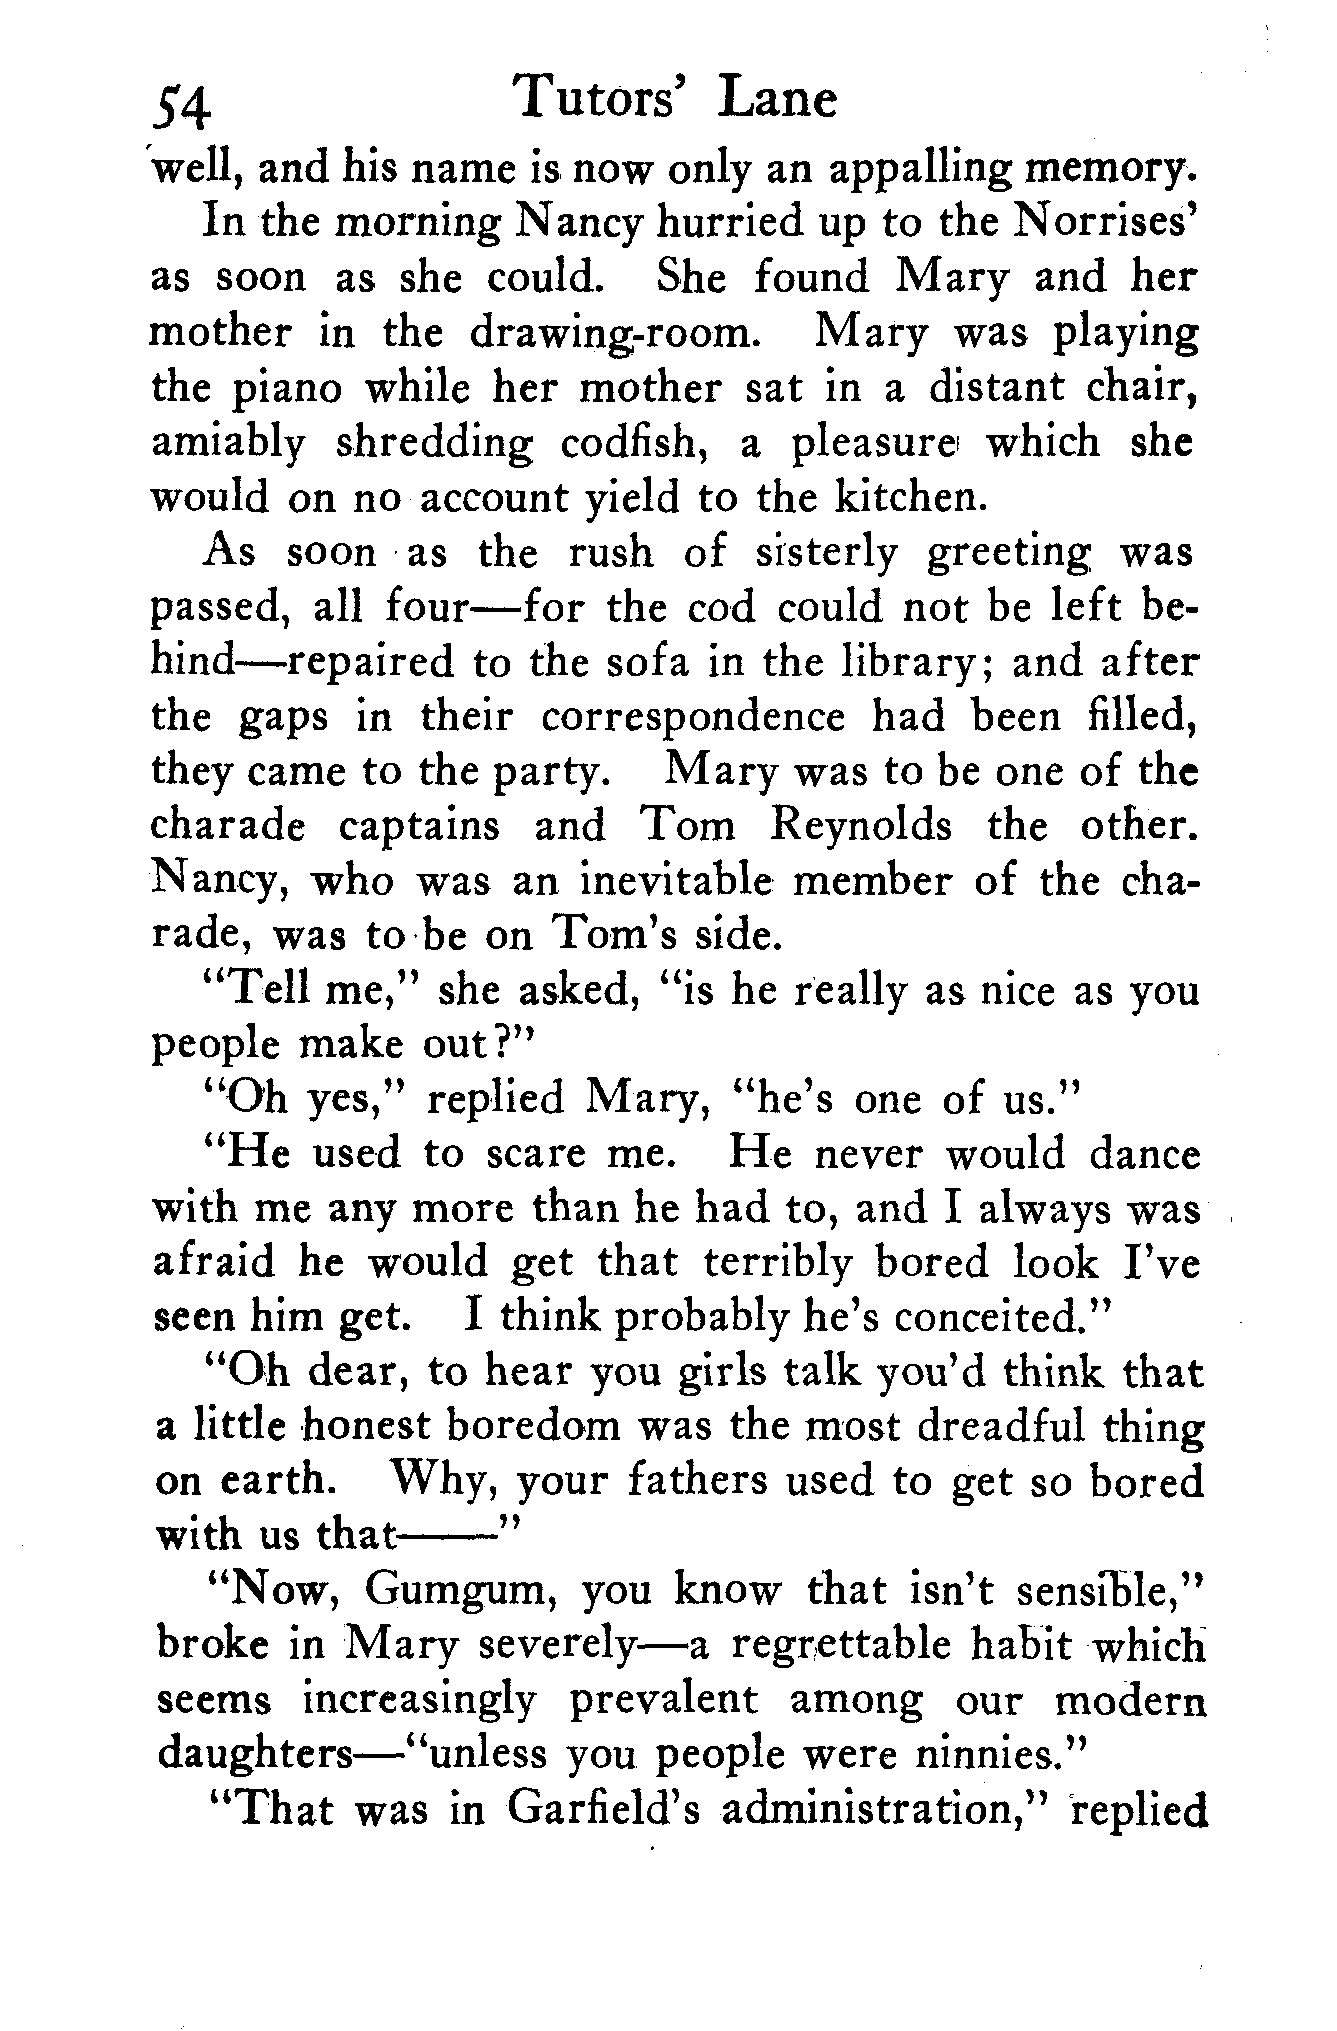 54 Tutors' Lane
well, and his name is now only an appalling memory.
In the morning Nancy hurried up to the Norrises'
as soon as she could. She found Mary and her
mother in the drawing-room. Mary was playing
the piano while her mother sat in a distant chair,
amiably shredding codfish, a pleasure which she
would on no account yield to the kitchen.
As soon as the rush of sisterly greeting was
passed, all four—for the cod could not be left be-
hind—repaired to the sofa in the library; and after
the gaps in their correspondence had been filled,
they came to the party. Mary was to be one of the
charade captains and Tom Reynolds the other.
Nancy, who was an inevitable member of the cha-
rade, was to be on Tom's side.
"Tell me," she asked, "is he really as nice as you
people make out?"
"Oh yes," replied Mary, "he's one of us."
"He used to scare me. He never would dance
with me any more than he had to, and I always was
afraid he would get that terribly bored look I've
seen him get. I think probably he's conceited."
"Oh dear, to hear you girls talk you'd think that
a little honest boredom was the most dreadful thing
on earth. Why, your fathers used to get so bored
with us that——"
"Now, Gumgum, you know that isn't sensible,"
broke in Mary severely—a regrettable habit which
seems increasingly prevalent among our modern
daughters—"unless you people were ninnies."
"That was in Garfield's administration," replied